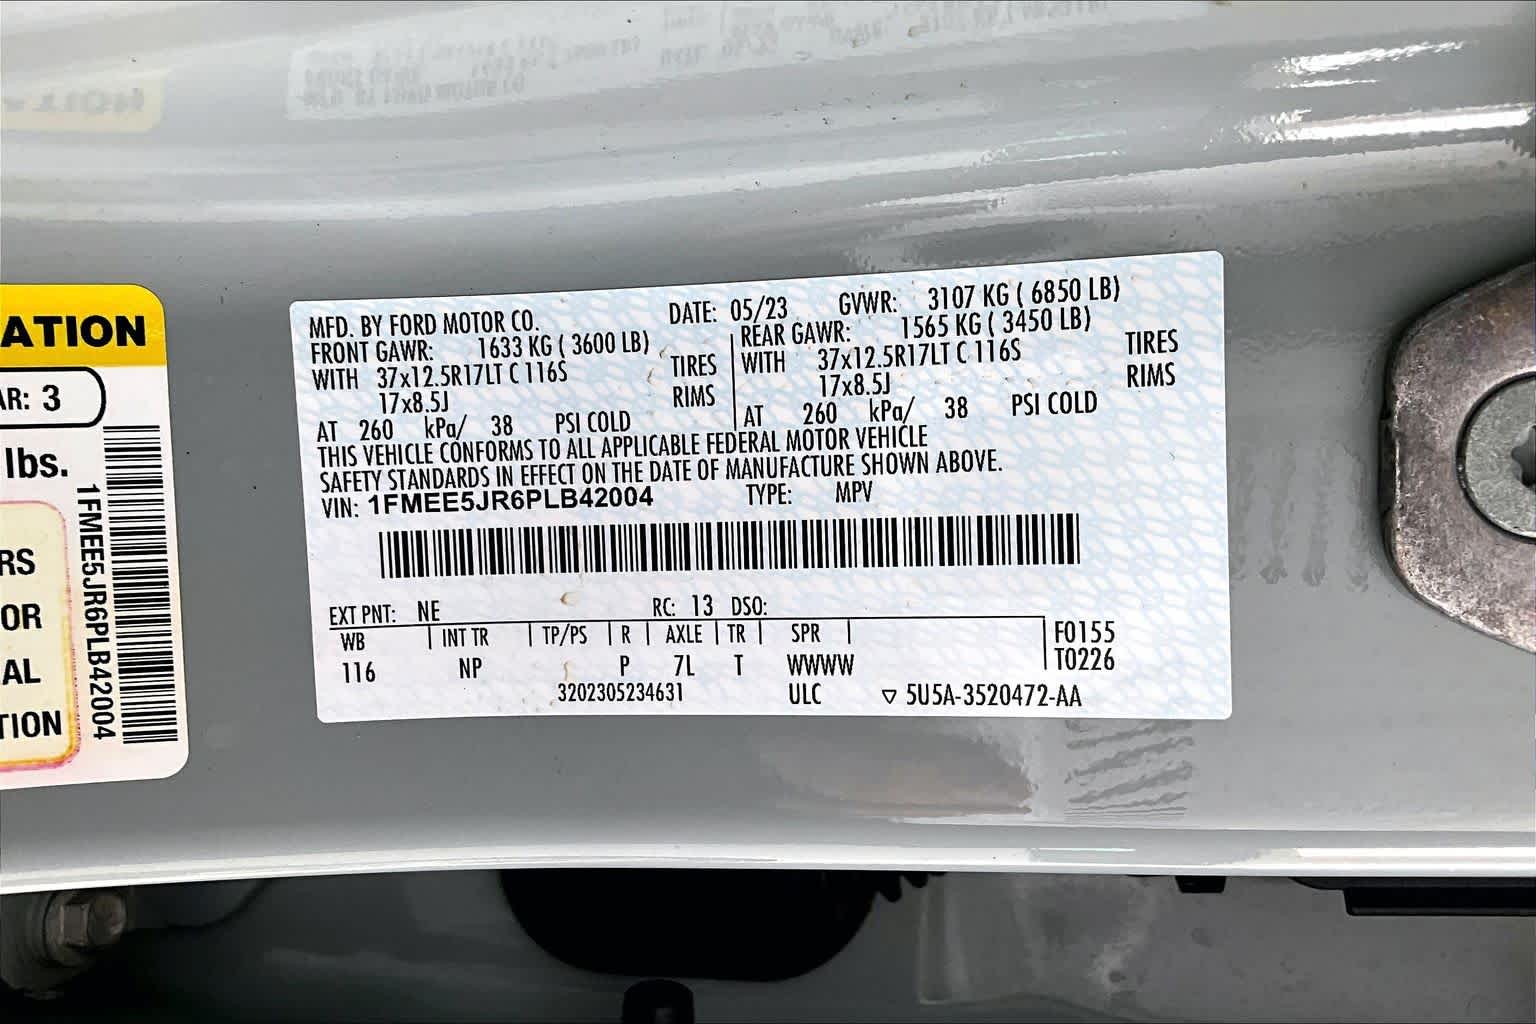 ATION
AR: 3
lbs.
RS
OR
AL
TION
1FMEE5JR6PLB42004
MFD. BY FORD MOTOR CO. DATE: 05/23 GVWR: 3107 KG ( 6850 LB)
FRONT GAWR: 1633 KG ( 3600 LB) REAR GAWR: 1565 KG ( 3450 LB)
WITH 37x12.5R17LT C 116S TIRES WITH 37x12.5R17LT C 116S TIRES
17x8.5J RIMS 17x8.5J RIMS
AT 260 kPa/ 38 PSI COLD AT 260 kPa/ 38 PSI COLD
THIS VEHICLE CONFORMS TO ALL APPLICABLE FEDERAL MOTOR VEHICLE
SAFETY STANDARDS IN EFFECT ON THE DATE OF MANUFACTURE SHOWN ABOVE.
VIN: 1FMEE5JR6PLB42004 TYPE: MPV
EXT PNT: NE RC: 13 DSO:
WB INT TR TP/PS R AXLE TR SPR F0155
116 NP P 7L T WWWW T0226
3202305234631 ULC ▽ 5U5A-3520472-AA